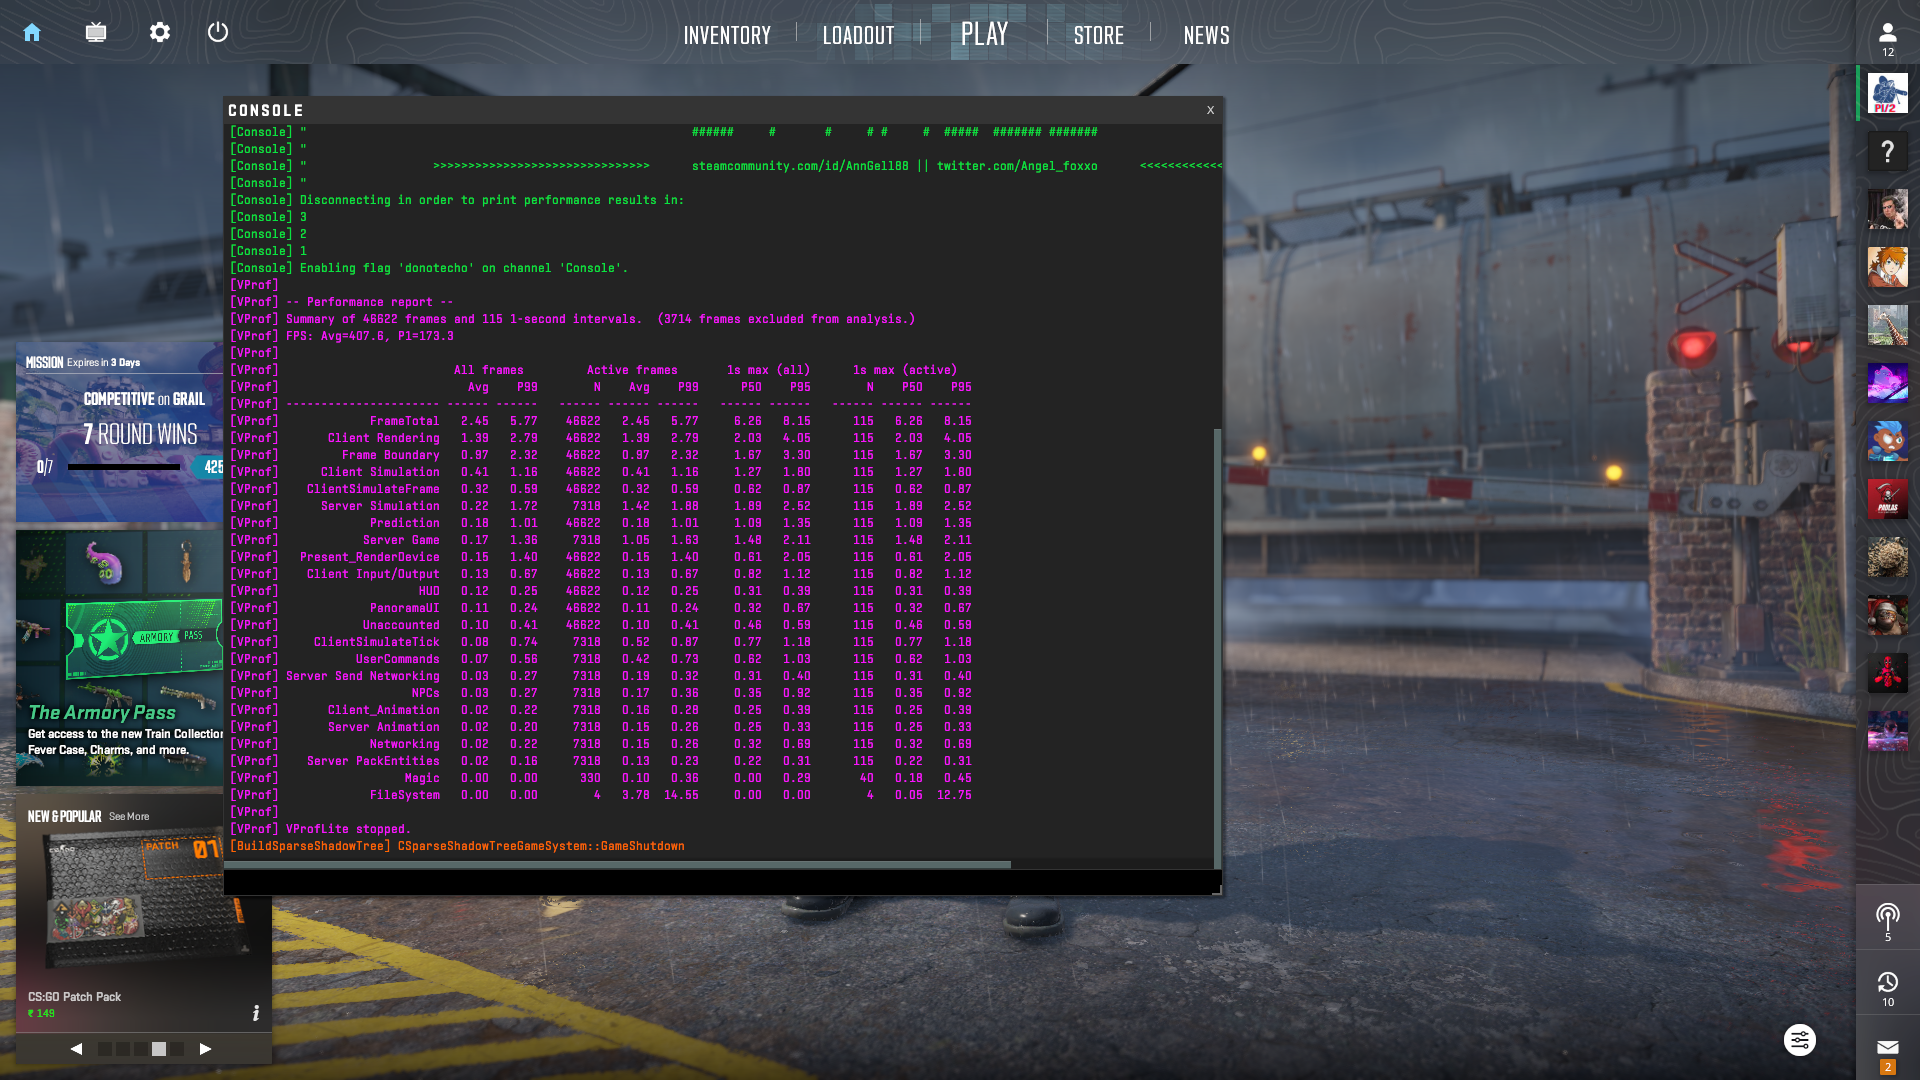 INVENTORY
LOADOUT
PLAY
STORE
NEWS
12
CONSOLE
X
[Console] " ###### # # # # # ##### ####### #######
[Console] "
[Console] " >>>>>>>>>>>>>>>>>>>>>>>>>>>>>>> steamcommunity.com/id/AnnGell88 || twitter.com/Angel_foxxo <<<<<<<<<<<<
[Console] "
[Console] Disconnecting in order to print performance results in:
[Console] 3
[Console] 2
[Console] 1
[Console] Enabling flag 'donotecho' on channel 'Console'.
[VProf]
[VProf] -- Performance report --
[VProf] Summary of 46622 frames and 115 1-second intervals. (3714 frames excluded from analysis.)
[VProf] FPS: Avg=407.6, P1=173.3
[VProf]
[VProf] All frames Active frames 1s max (all) 1s max (active)
[VProf] Avg P99 N Avg P99 P50 P95 N P50 P95
[VProf] ---------------------- ------ ------ ------ ------ ------ ------ ------ ------ ------ ------
[VProf] FrameTotal 2.45 5.77 46622 2.45 5.77 6.26 8.15 115 6.26 8.15
[VProf] Client Rendering 1.39 2.79 46622 1.39 2.79 2.03 4.05 115 2.03 4.05
[VProf] Frame Boundary 0.97 2.32 46622 0.97 2.32 1.67 3.30 115 1.67 3.30
[VProf] Client Simulation 0.41 1.16 46622 0.41 1.16 1.27 1.80 115 1.27 1.80
[VProf] ClientSimulateFrame 0.32 0.59 46622 0.32 0.59 0.62 0.87 115 0.62 0.87
[VProf] Server Simulation 0.22 1.72 7318 1.42 1.88 1.89 2.52 115 1.89 2.52
[VProf] Prediction 0.18 1.01 46622 0.18 1.01 1.09 1.35 115 1.09 1.35
[VProf] Server Game 0.17 1.36 7318 1.05 1.63 1.48 2.11 115 1.48 2.11
[VProf] Present_RenderDevice 0.15 1.40 46622 0.15 1.40 0.61 2.05 115 0.61 2.05
[VProf] Client Input/Output 0.13 0.67 46622 0.13 0.67 0.82 1.12 115 0.82 1.12
[VProf] HUD 0.12 0.25 46622 0.12 0.25 0.31 0.39 115 0.31 0.39
[VProf] PanoramaUI 0.11 0.24 46622 0.11 0.24 0.32 0.67 115 0.32 0.67
[VProf] Unaccounted 0.10 0.41 46622 0.10 0.41 0.46 0.59 115 0.46 0.59
[VProf] ClientSimulateTick 0.08 0.74 7318 0.52 0.87 0.77 1.18 115 0.77 1.18
[VProf] UserCommands 0.07 0.56 7318 0.42 0.73 0.62 1.03 115 0.62 1.03
[VProf] Server Send Networking 0.03 0.27 7318 0.19 0.32 0.31 0.40 115 0.31 0.40
[VProf] NPCs 0.03 0.27 7318 0.17 0.36 0.35 0.92 115 0.35 0.92
[VProf] Client_Animation 0.02 0.22 7318 0.16 0.28 0.25 0.39 115 0.25 0.39
[VProf] Server Animation 0.02 0.20 7318 0.15 0.26 0.25 0.33 115 0.25 0.33
[VProf] Networking 0.02 0.22 7318 0.15 0.26 0.32 0.69 115 0.32 0.69
[VProf] Server PackEntities 0.02 0.16 7318 0.13 0.23 0.22 0.31 115 0.22 0.31
[VProf] Magic 0.00 0.00 330 0.10 0.36 0.00 0.29 40 0.18 0.45
[VProf] FileSystem 0.00 0.00 4 3.78 14.55 0.00 0.00 4 0.05 12.75
[VProf]
[VProf] VProfLite stopped.
[BuildSparseShadowTree] CSparseShadowTreeGameSystem::GameShutdown
MISSION Expires in 3 Days
COMPETITIVE on GRAIL
7 ROUND WINS
0/7
425
ARMORY PASS
The Armory Pass
Get access to the new Train Collection
Fever Case, Charms, and more.
NEW & POPULAR See More
PATCH 01
CS:GO Patch Pack
₹ 149
i
PI/2
?
PADLAS
5
10
2